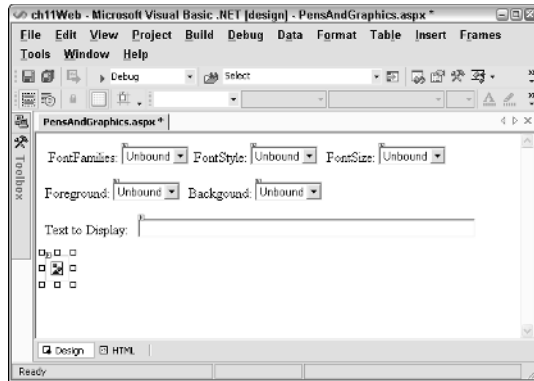 ch11Web - Microsoft Visual Basic .NET [design] - PensAndGraphics.aspx *
File Edit View Project Build Debug Data Format Table Insert Frames
Tools Window Help
Debug Select
PensAndGraphics.aspx*
Toolbox
FontFamilies: Unbound FontStyle: Unbound FontSize: Unbound
Foreground: Unbound Backgound: Unbound
Text to Display:
Design HTML
Ready